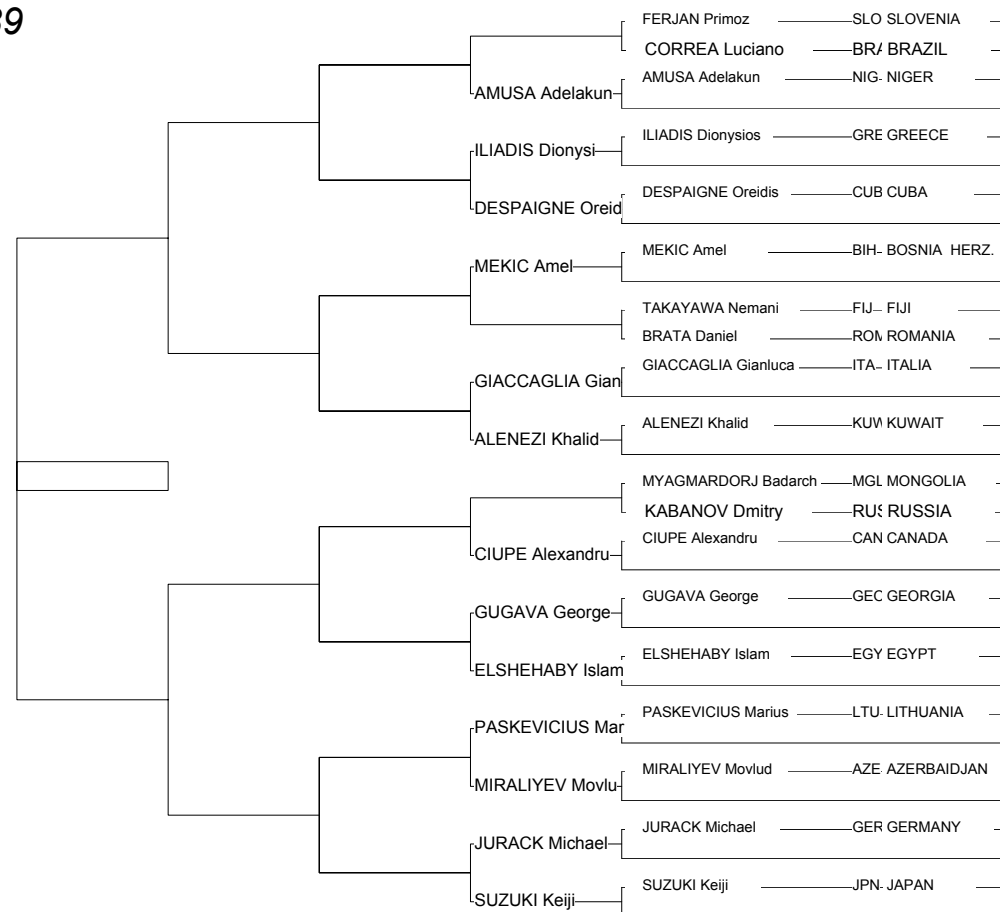 FERJAN Primoz SLO SLOVENIA
CORREA Luciano BRA BRAZIL
AMUSA Adelakun NIG NIGER
AMUSA Adelakun
ILIADIS Dionysios GRE GREECE
ILIADIS Dionysi
DESPAIGNE Oreidis CUB CUBA
DESPAIGNE Oreid
MEKIC Amel BIH BOSNIA HERZ.
MEKIC Amel
TAKAYAWA Nemani FIJ FIJI
BRATA Daniel ROM ROMANIA
GIACCAGLIA Gianluca ITA ITALIA
GIACCAGLIA Gian
ALENEZI Khalid KUW KUWAIT
ALENEZI Khalid
MYAGMARDORJ Badarch MGL MONGOLIA
KABANOV Dmitry RUS RUSSIA
CIUPE Alexandru CAN CANADA
CIUPE Alexandru
GUGAVA George GEO GEORGIA
GUGAVA George
ELSHEHABY Islam EGY EGYPT
ELSHEHABY Islam
PASKEVICIUS Marius LTU LITHUANIA
PASKEVICIUS Mar
MIRALIYEV Movlud AZE AZERBAIDJAN
MIRALIYEV Movlu
JURACK Michael GER GERMANY
JURACK Michael
SUZUKI Keiji JPN JAPAN
SUZUKI Keiji